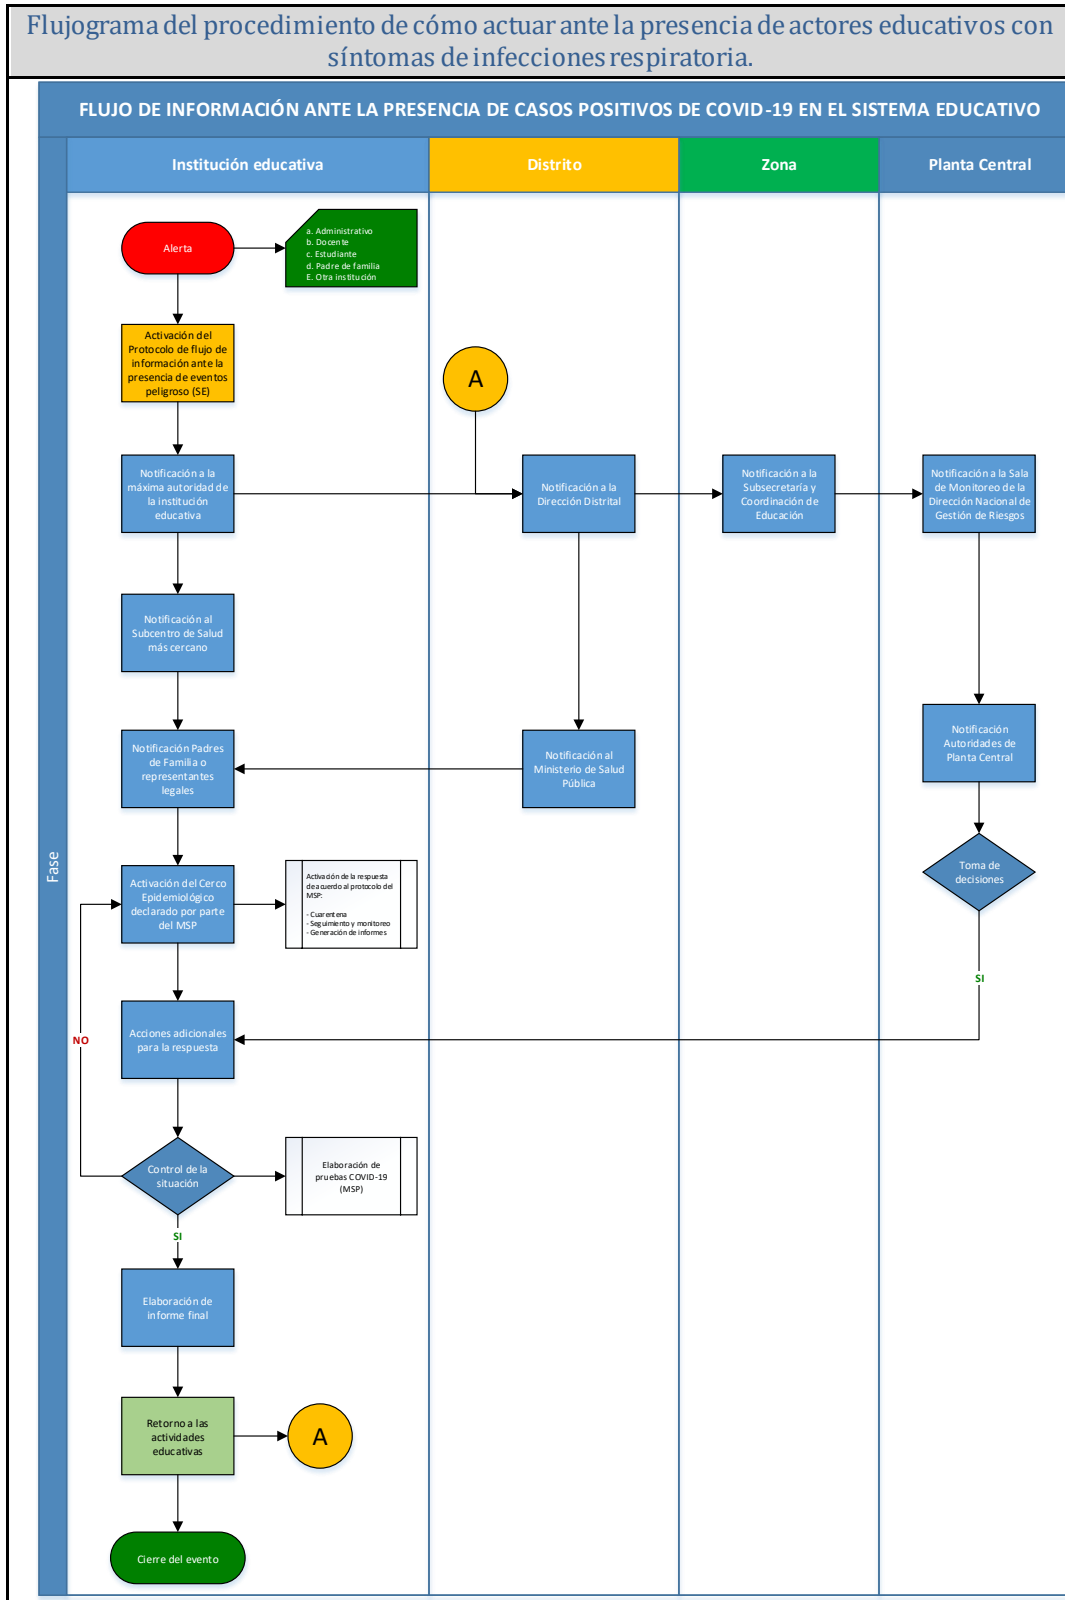 Flujograma del procedimiento de cómo actuar ante la presencia de actores educativos con
síntomas de infecciones respiratoria.
FLUJO DE INFORMACIÓN ANTE LA PRESENCIA DE CASOS POSITIVOS DE COVID-19 EN EL SISTEMA EDUCATIVO
Institución educativa
Distrito
Zona
Planta Central
Fase
Alerta
a. Administrativo
b. Docente
c. Estudiante
d. Padre de familia
E. Otra institución
Activación del
Protocolo de flujo de
información ante la
presencia de eventos
peligroso (SE)
A
Notificación a la
máxima autoridad de
la institución
educativa
Notificación a la
Dirección Distrital
Notificación a la
Subsecretaría y
Coordinación de
Educación
Notificación a la Sala
de Monitoreo de la
Dirección Nacional de
Gestión de Riesgos
Notificación al
Subcentro de Salud
más cercano
Notificación Padres
de Familia o
representantes
legales
Notificación al
Ministerio de Salud
Pública
Notificación
Autoridades de
Planta Central
Toma de
decisiones
Activación del Cerco
Epidemiológico
declarado por parte
del MSP
Activación de la respuesta
de acuerdo al protocolo del
MSP:
- Cuarentena
- Seguimiento y monitoreo
- Generación de informes
SI
NO
Acciones adicionales
para la respuesta
Control de la
situación
Elaboración de
pruebas COVID-19
(MSP)
SI
Elaboración de
informe final
Retorno a las
actividades
educativas
A
Cierre del evento